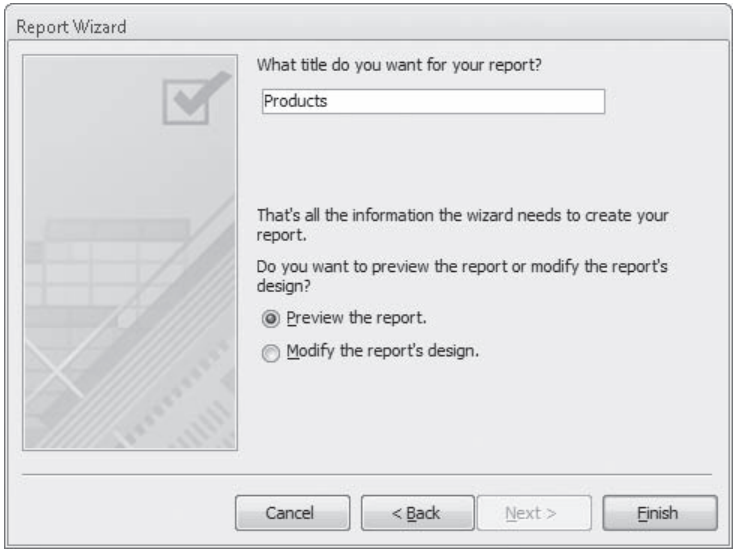 Report Wizard
What title do you want for your report?
Products
That's all the information the wizard needs to create your
report.
Do you want to preview the report or modify the report's
design?
Preview the report.
Modify the report's design.
Cancel
< Back
Next >
Finish